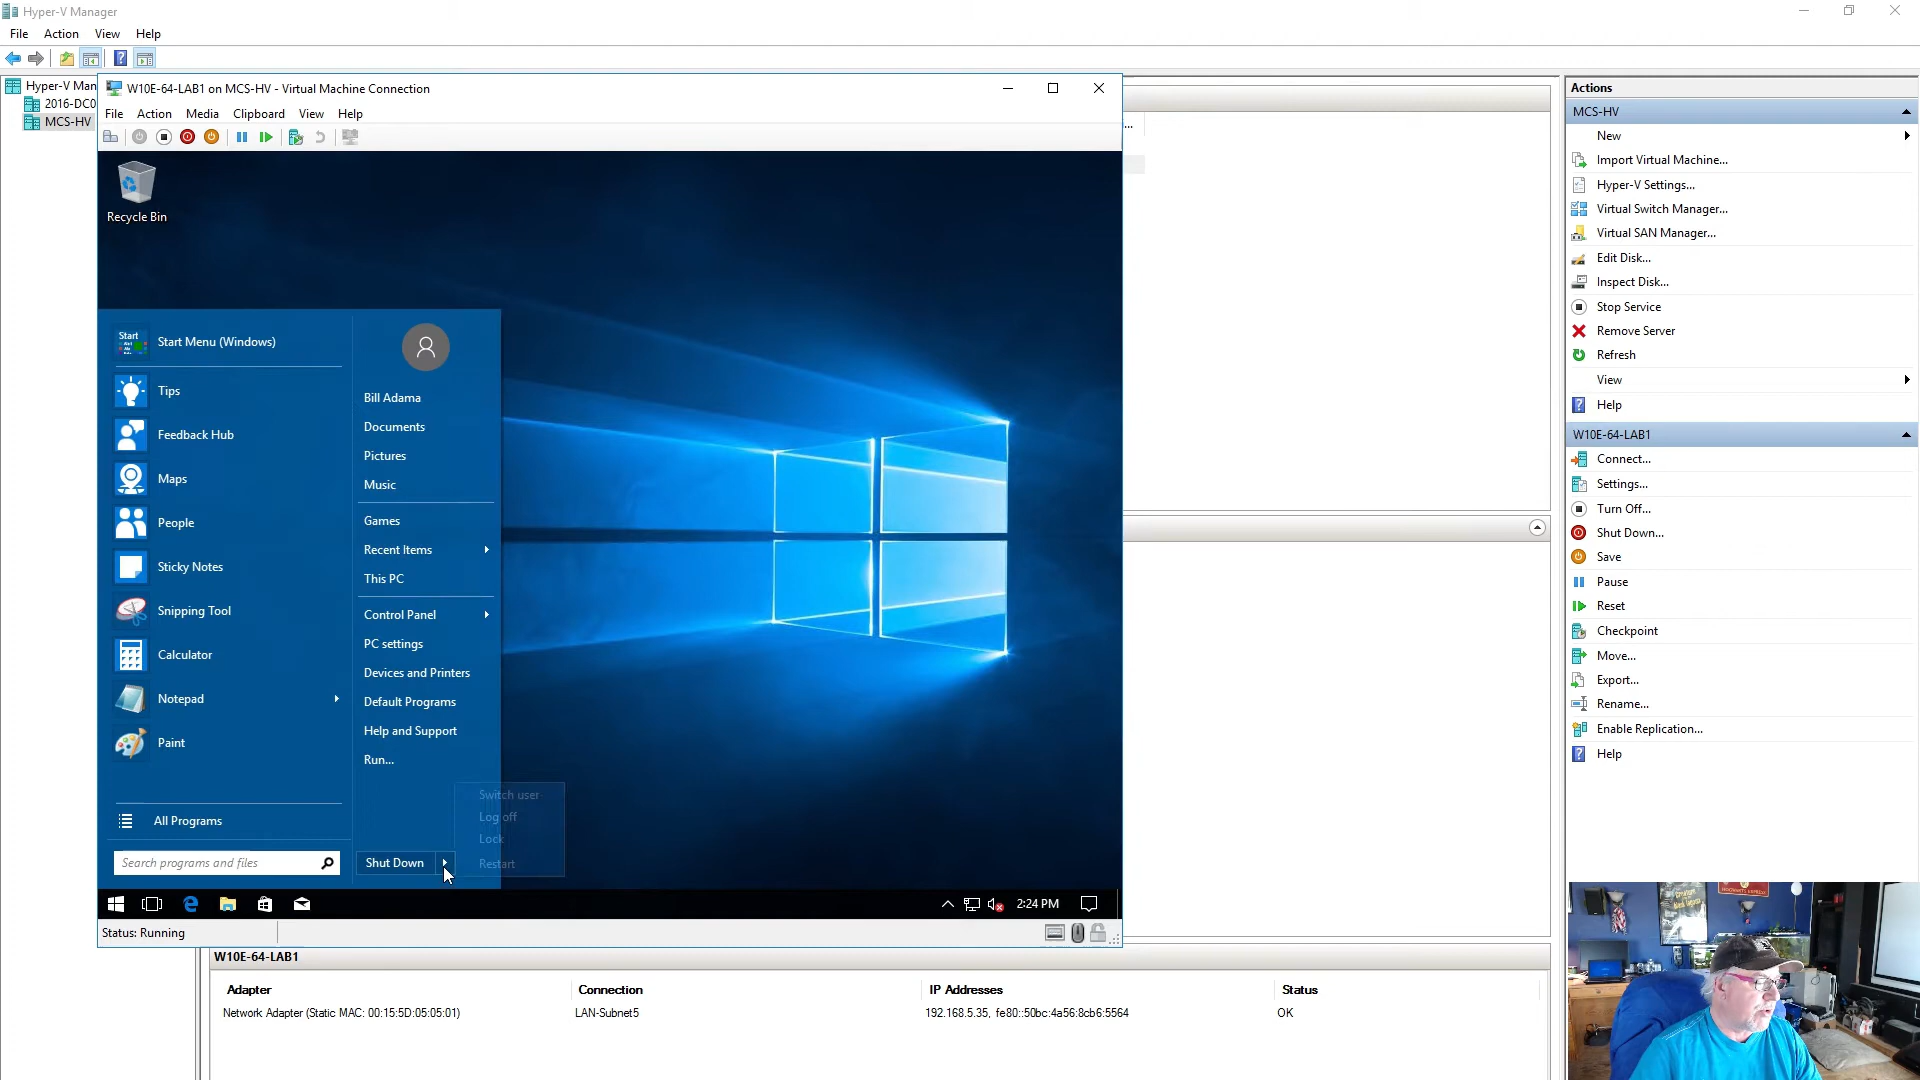 Hyper-V Manager
File Action View Help
Hyper-V Man
2016-DC0
MCS-HV
W10E-64-LAB1 on MCS-HV - Virtual Machine Connection
File Action Media Clipboard View Help
Recycle Bin
Start
Start Menu (Windows)
Tips
Feedback Hub
Maps
People
Sticky Notes
Snipping Tool
Calculator
Notepad
Paint
All Programs
Search programs and files
Bill Adama
Documents
Pictures
Music
Games
Recent Items
This PC
Control Panel
PC settings
Devices and Printers
Default Programs
Help and Support
Run...
Shut Down
Switch user
Log off
Lock
Restart
2:24 PM
Status: Running
...
W10E-64-LAB1
Adapter Connection IP Addresses Status
Network Adapter (Static MAC: 00:15:5D:05:05:01) LAN-Subnet5 192.168.5.35, fe80::50bc:4a56:8cb6:5564 OK
Actions
MCS-HV
New
Import Virtual Machine...
Hyper-V Settings...
Virtual Switch Manager...
Virtual SAN Manager...
Edit Disk...
Inspect Disk...
Stop Service
Remove Server
Refresh
View
Help
W10E-64-LAB1
Connect...
Settings...
Turn Off...
Shut Down...
Save
Pause
Reset
Checkpoint
Move...
Export...
Rename...
Enable Replication...
Help